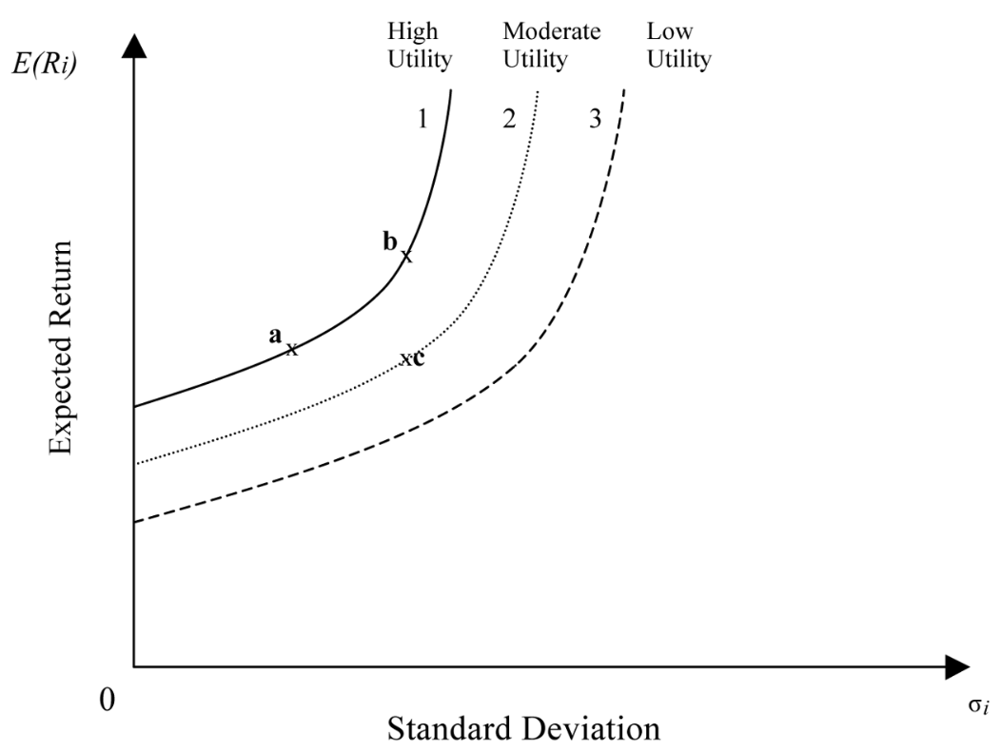 High
Utility
Moderate
Utility
Low
Utility
E(Ri)
1
2
3
b
a
c
Expected Return
0
σi
Standard Deviation